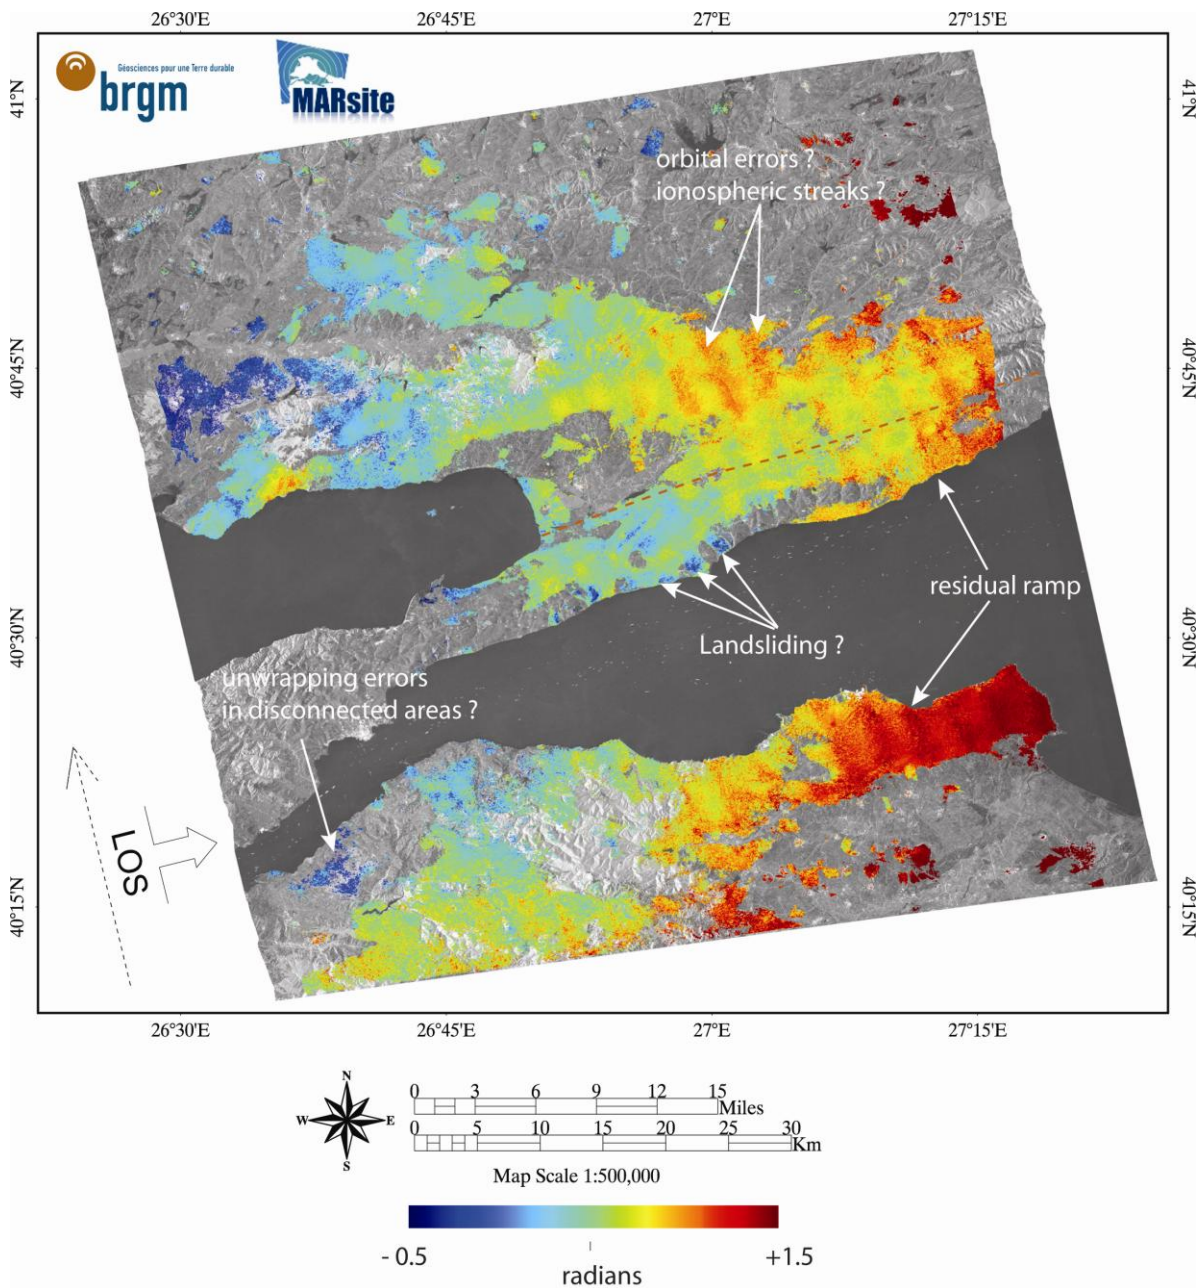 26°30'E 26°45'E 27°E 27°15'E
Géosciences pour une Terre durable
brgm
MARsite
41°N 41°N
orbital errors ?
ionospheric streaks ?
40°45'N 40°45'N
residual ramp
40°30'N 40°30'N
Landsliding ?
unwrapping errors
in disconnected areas ?
LOS
40°15'N 40°15'N
26°30'E 26°45'E 27°E 27°15'E
N
W E
S
0 3 6 9 12 15
Miles
0 5 10 15 20 25 30
Km
Map Scale 1:500,000
- 0.5 +1.5
radians